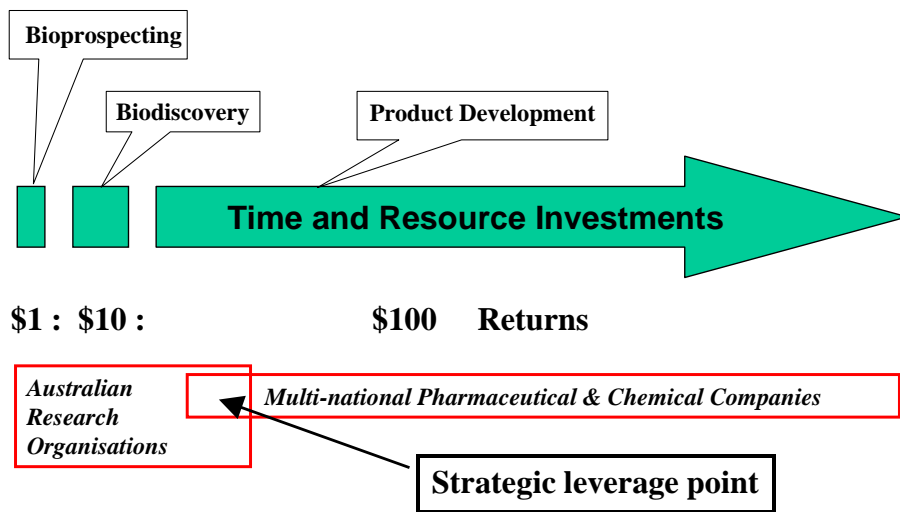 Bioprospecting
Biodiscovery
Product Development
Time and Resource Investments
$1 : $10 : $100 Returns
Australian
Research
Organisations
Multi-national Pharmaceutical & Chemical Companies
Strategic leverage point